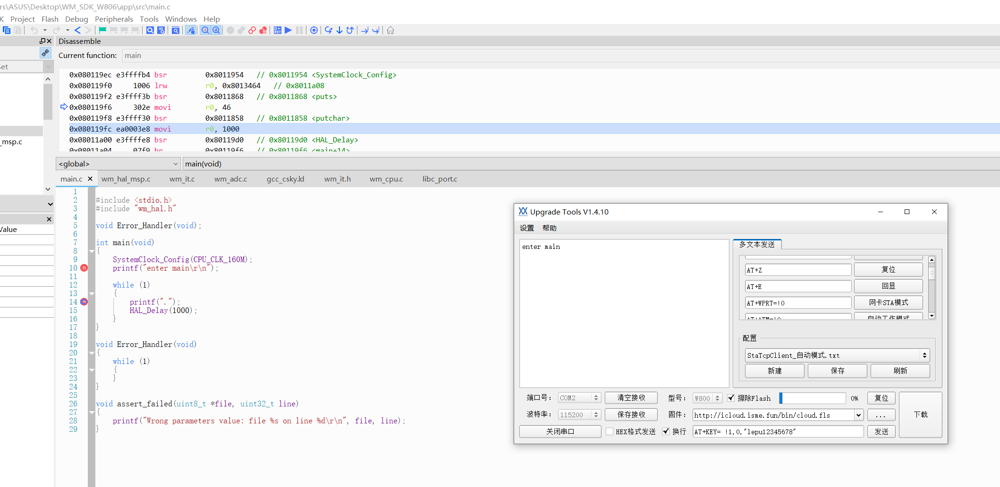 rs\ASUS\Desktop\WM_SDK_W806\app\src\main.c
K Project Flash Debug Peripherals Tools Windows Help
Disassemble
Current function: main
Set
0x080119ec e3ffffb4 bsr 0x8011954 // 0x8011954 <SystemClock_Config>
0x080119f0 1006 lrw r0, 0x8013464 // 0x8011a08
0x080119f2 e3ffff3b bsr 0x8011868 // 0x8011868 <puts>
0x080119f6 302e movi r0, 46
0x080119f8 e3ffff30 bsr 0x8011858 // 0x8011858 <putchar>
0x080119fc ea0003e8 movi r0, 1000
0x08011a00 e3ffffe8 bsr 0x80119d0 // 0x80119d0 <HAL_Delay>
0x08011a04 07f9 br 0x80119f6 // 0x80119f6 <main+14>
_msp.c
<global> main(void)
main.c wm_hal_msp.c wm_it.c wm_adc.c gcc_csky.ld wm_it.h wm_cpu.c libc_port.c
Value
1
2 #include <stdio.h>
3 #include "wm_hal.h"
4
5 void Error_Handler(void);
6
7 int main(void)
8 {
9 SystemClock_Config(CPU_CLK_160M);
10 h printf("enter main\r\n");
11
12 while (1)
13 {
14 printf(".");
15 HAL_Delay(1000);
16 }
17 }
18
19 void Error_Handler(void)
20 {
21 while (1)
22 {
23 }
24 }
25
26 void assert_failed(uint8_t *file, uint32_t line)
27 {
28 printf("Wrong parameters value: file %s on line %d\r\n", file, line);
29 }
Upgrade Tools V1.4.10
设置 帮助
enter main
多文本发送
AT+Z 复位
AT+E 回显
AT+WPRT=!0 网卡STA模式
AT+ATM=!0 自动工作模式
配置
StaTcpClient_自动模式.txt
新建 保存 刷新
端口号: COM2 清空接收 型号: W800 擦除Flash 0% 复位
波特率: 115200 保存接收 固件: http://icloud.isme.fun/bin/cloud.fls ... 下载
关闭串口 HEX格式发送 换行 AT+KEY= !1,0,"lepu12345678" 发送